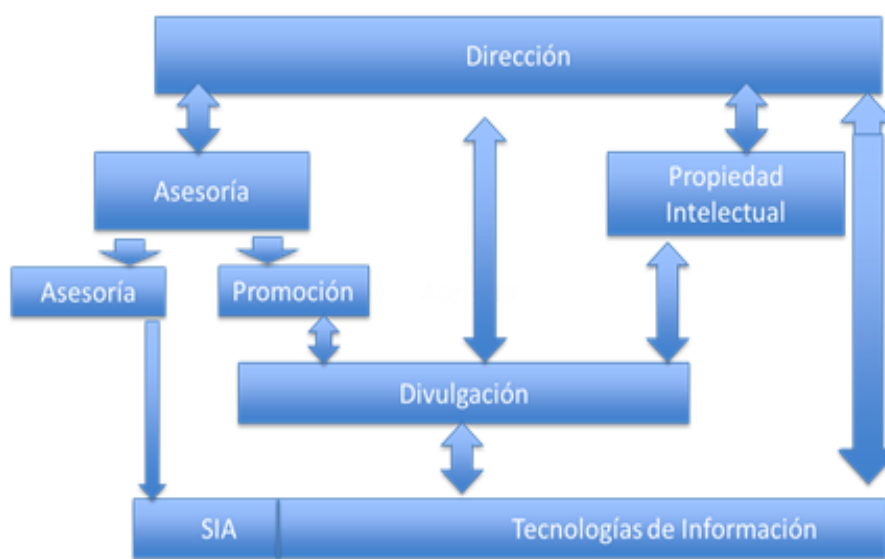 Dirección
Asesoría
Propiedad
Intelectual
Asesoría
Promoción
Divulgación
SIA
Tecnologías de Información